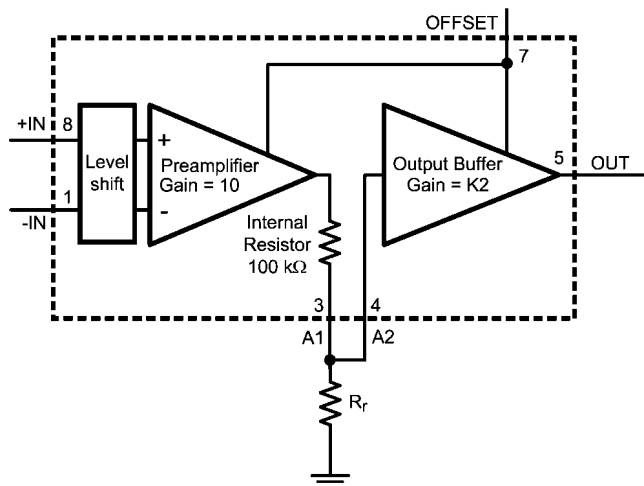 OFFSET
7
+IN 8
Level
shift
+
-
Preamplifier
Gain = 10
1
-IN
Output Buffer
Gain = K2
5 OUT
Internal
Resistor
100 kΩ
3 4
A1 A2
Rr